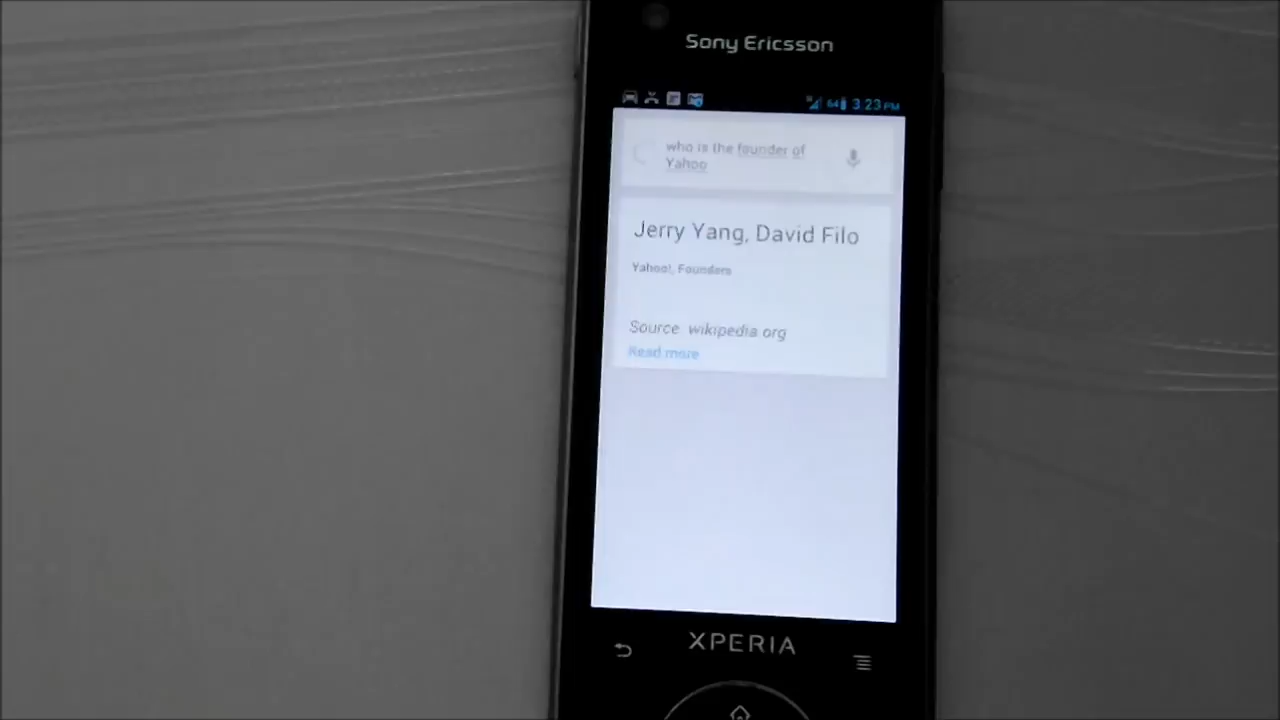 Sony Ericsson
64 3:23 PM
who is the founder of
Yahoo
Jerry Yang, David Filo
Yahoo!, Founders
Source: wikipedia.org
Read more
XPERIA